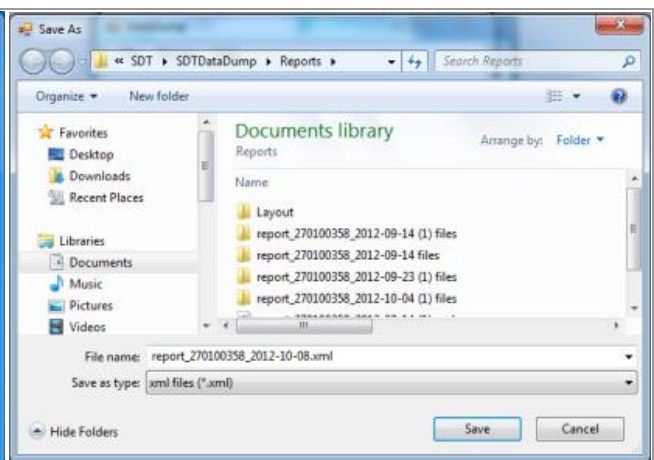 Save As
« SDT ▸ SDTDataDump ▸ Reports ▸
Search Reports
Organize ▾ New folder
Favorites
Desktop
Downloads
Recent Places
Libraries
Documents
Music
Pictures
Videos
Documents library
Reports
Arrange by: Folder ▾
Name
Layout
report_270100358_2012-09-14 (1) files
report_270100358_2012-09-14 files
report_270100358_2012-09-23 (1) files
report_270100358_2012-10-04 (1) files
File name: report_270100358_2012-10-08.xml
Save as type: xml files (*.xml)
Hide Folders
Save Cancel